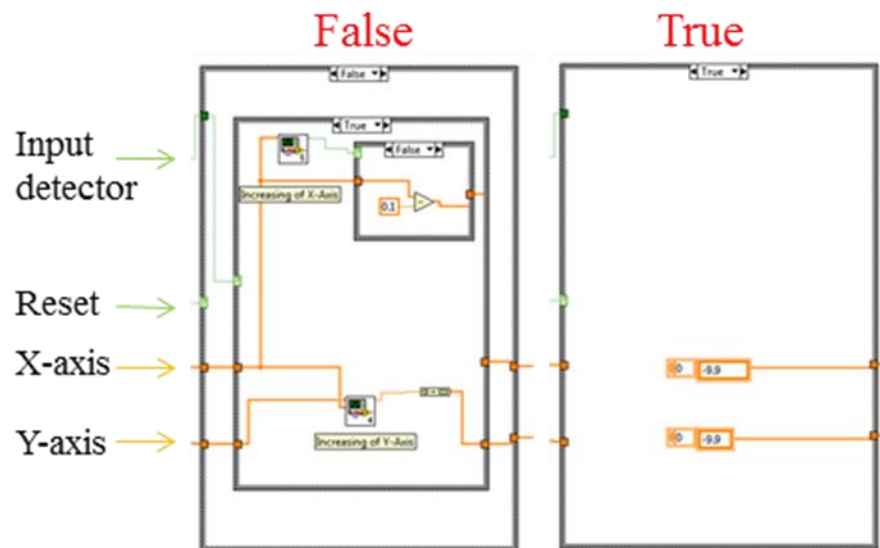 False
True
False
True
True
False
Input
detector
Increasing of X-Axis
0.1
Reset
X-axis
0
-9.9
Y-axis
0
-9.9
Increasing of Y-Axis